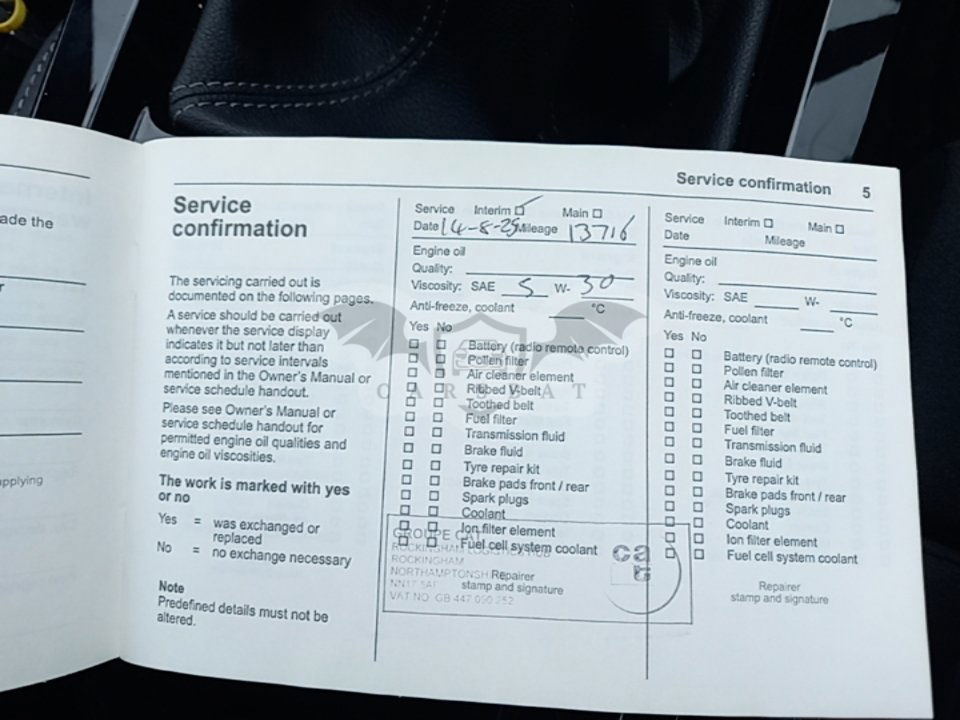 ade the
r
applying
Service confirmation 5
Service
confirmation
The servicing carried out is
documented on the following pages.
A service should be carried out
whenever the service display
indicates it but not later than
according to service intervals
mentioned in the Owner's Manual or
service schedule handout.
Please see Owner's Manual or
service schedule handout for
permitted engine oil qualities and
engine oil viscosities.
The work is marked with yes
or no
Yes = was exchanged or
replaced
No = no exchange necessary
Note
Predefined details must not be
altered.
Service Interim Main
Date 14-8-25 Mileage 13716
Engine oil
Quality:
Viscosity: SAE 5 W- 30
Anti-freeze, coolant °C
Yes No
Battery (radio remote control)
Pollen filter
Air cleaner element
Ribbed V-belt
Toothed belt
Fuel filter
Transmission fluid
Brake fluid
Tyre repair kit
Brake pads front / rear
Spark plugs
Coolant
Ion filter element
Fuel cell system coolant
Repairer
stamp and signature
GROUPE CAT
ROCKINGHAM LOGISTICS HUB
ROCKINGHAM
NORTHAMPTONSH
NN17 5AF
VAT NO. GB 447 090 252
cat
Service Interim Main
Date Mileage
Engine oil
Quality:
Viscosity: SAE W-
Anti-freeze, coolant °C
Yes No
Battery (radio remote control)
Pollen filter
Air cleaner element
Ribbed V-belt
Toothed belt
Fuel filter
Transmission fluid
Brake fluid
Tyre repair kit
Brake pads front / rear
Spark plugs
Coolant
Ion filter element
Fuel cell system coolant
Repairer
stamp and signature